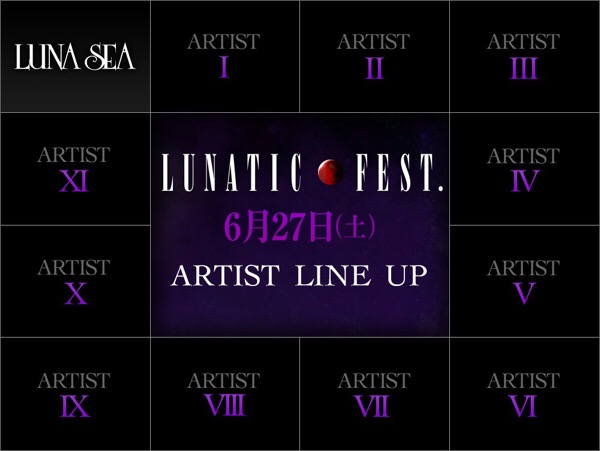 LUNA SEA
ARTIST
I
ARTIST
II
ARTIST
III
ARTIST
XI
LUNATIC FEST.
6月27日(土)
ARTIST LINE UP
ARTIST
IV
ARTIST
X
ARTIST
V
ARTIST
IX
ARTIST
VIII
ARTIST
VII
ARTIST
VI